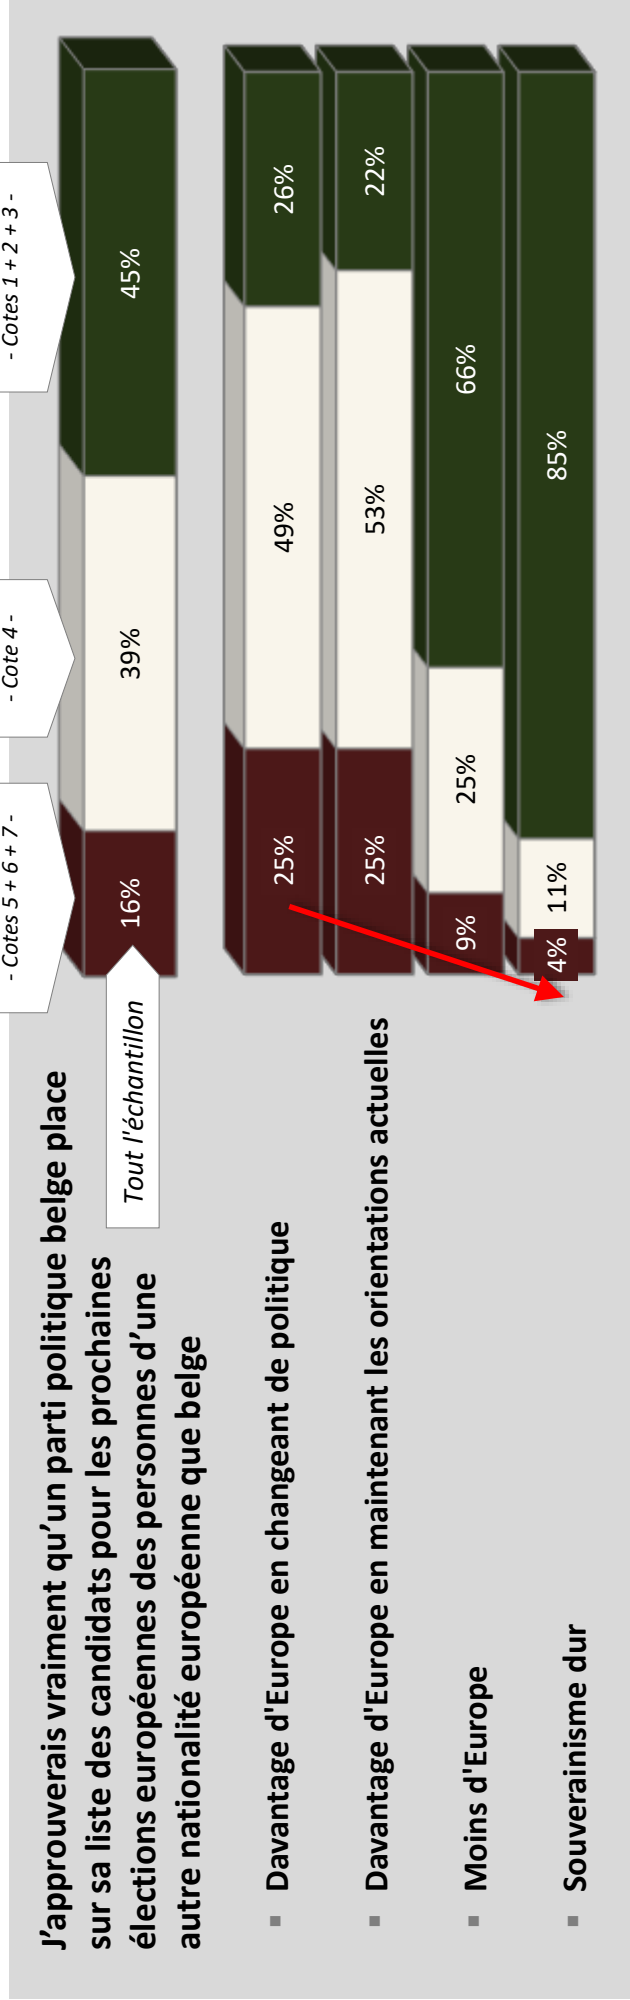 - Cotes 5 + 6 + 7 -
- Cote 4 -
- Cotes 1 + 2 + 3 -
J’approuverais vraiment qu’un parti politique belge place
sur sa liste des candidats pour les prochaines
élections européennes des personnes d’une
autre nationalité européenne que belge
Tout l'échantillon
16%
39%
45%
Davantage d'Europe en changeant de politique
25%
49%
26%
Davantage d'Europe en maintenant les orientations actuelles
25%
53%
22%
Moins d'Europe
9%
25%
66%
Souverainisme dur
4%
11%
85%